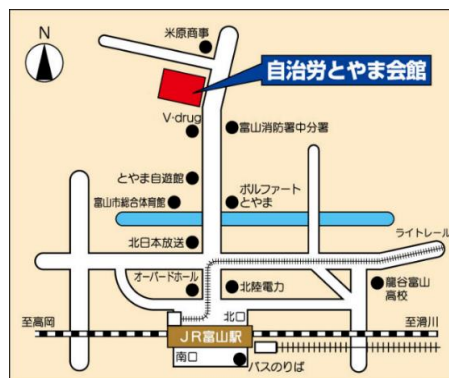 米原商事
N
自治労とやま会館
V·drug
富山消防署中分署
とやま自遊館
ボルファート
とやま
富山市総合体育館
北日本放送
ライトレール
オーバードホール
北陸電力
龍谷富山
高校
北口
至高岡
至滑川
JR富山駅
南口
バスのりば